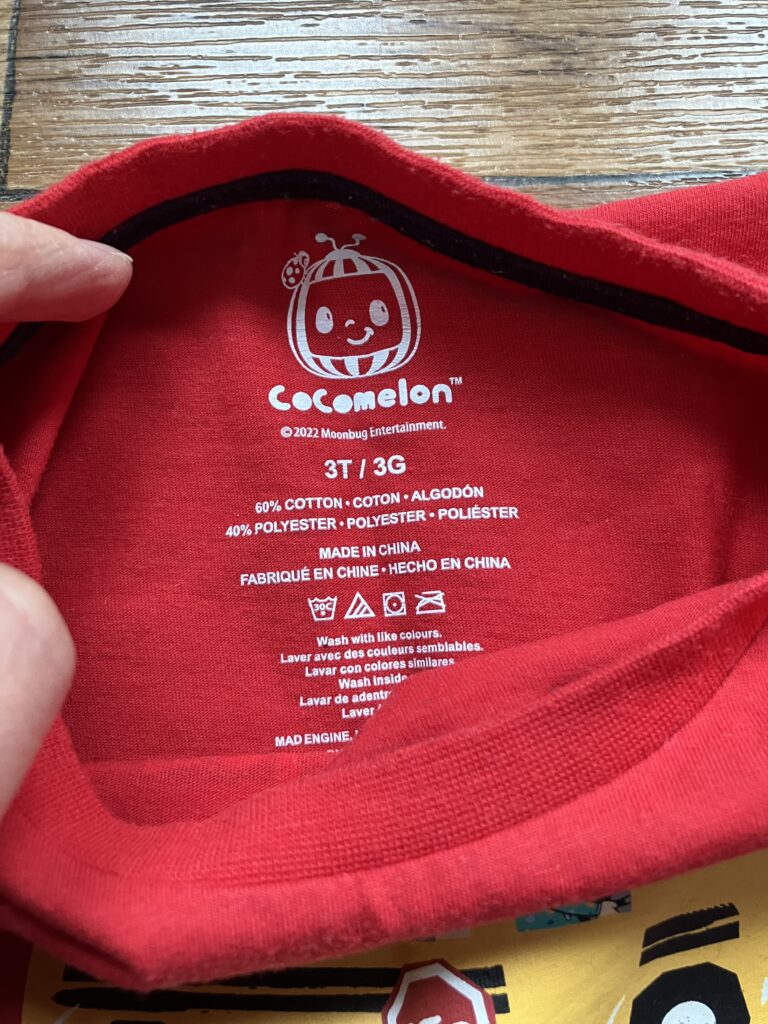 CoComelon™
© 2022 Moonbug Entertainment.
3T / 3G
60% COTTON • COTON • ALGODÓN
40% POLYESTER • POLYESTER • POLIÉSTER
MADE IN CHINA
FABRIQUÉ EN CHINE • HECHO EN CHINA
30C
Wash with like colours.
Laver avec des couleurs semblables.
Lavar con colores similares.
Wash inside
Lavar de adentro
Laver
MAD ENGINE,